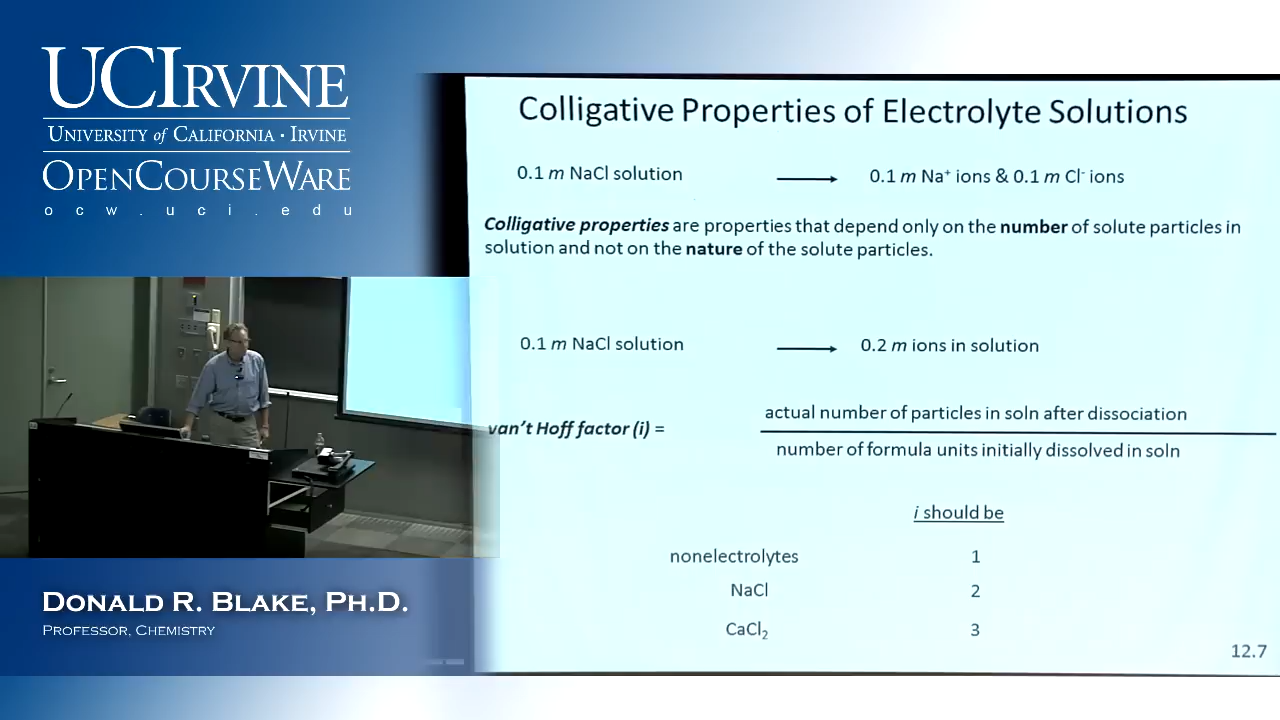 UCIRVINE
UNIVERSITY of CALIFORNIA · IRVINE
OPENCOURSEWARE
ocw.uci.edu
Colligative Properties of Electrolyte Solutions
0.1 m NaCl solution → 0.1 m Na⁺ ions & 0.1 m Cl⁻ ions
Colligative properties are properties that depend only on the number of solute particles in
solution and not on the nature of the solute particles.
0.1 m NaCl solution → 0.2 m ions in solution
van't Hoff factor (i) =
actual number of particles in soln after dissociation
number of formula units initially dissolved in soln
i should be
nonelectrolytes 1
NaCl 2
CaCl₂ 3
12.7
DONALD R. BLAKE, PH.D.
PROFESSOR, CHEMISTRY